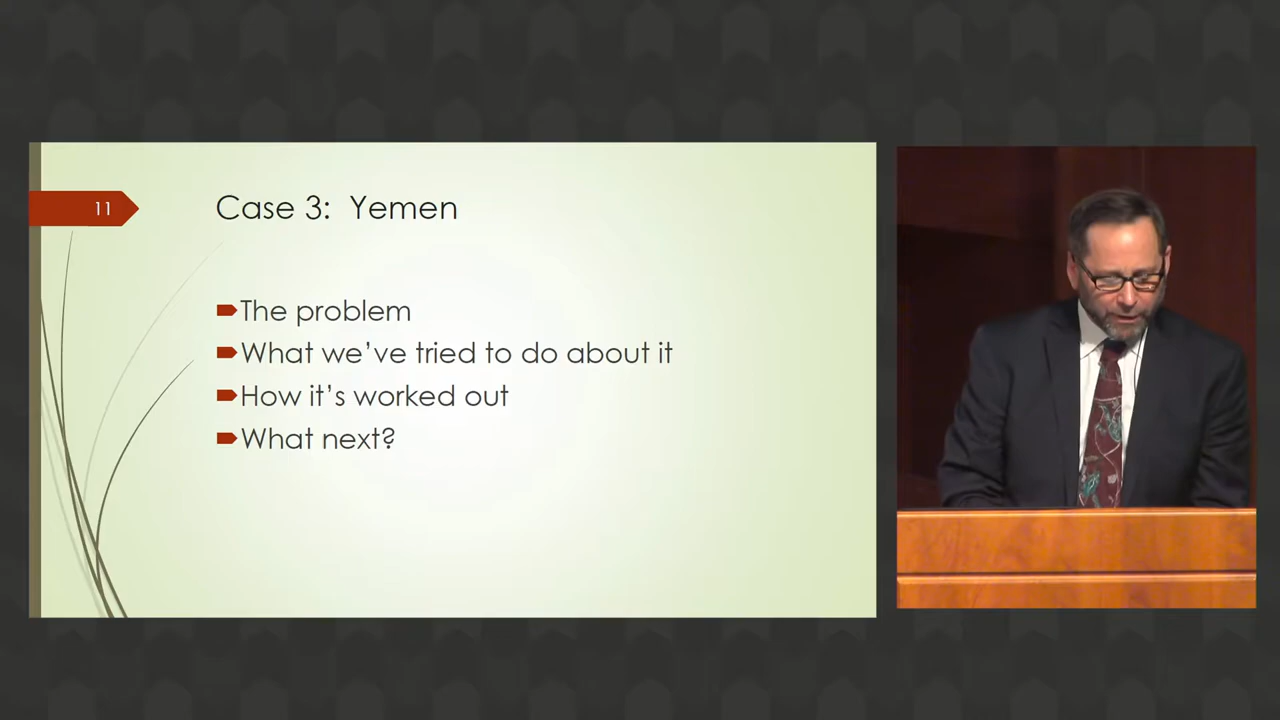 11
Case 3: Yemen
The problem
What we've tried to do about it
How it's worked out
What next?